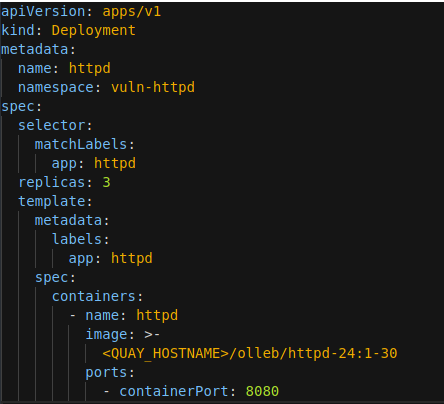 apiVersion: apps/v1
kind: Deployment
metadata:
  name: httpd
  namespace: vuln-httpd
spec:
  selector:
    matchLabels:
      app: httpd
  replicas: 3
  template:
    metadata:
      labels:
        app: httpd
    spec:
      containers:
        - name: httpd
          image: >-
            <QUAY_HOSTNAME>/olleb/httpd-24:1-30
          ports:
            - containerPort: 8080